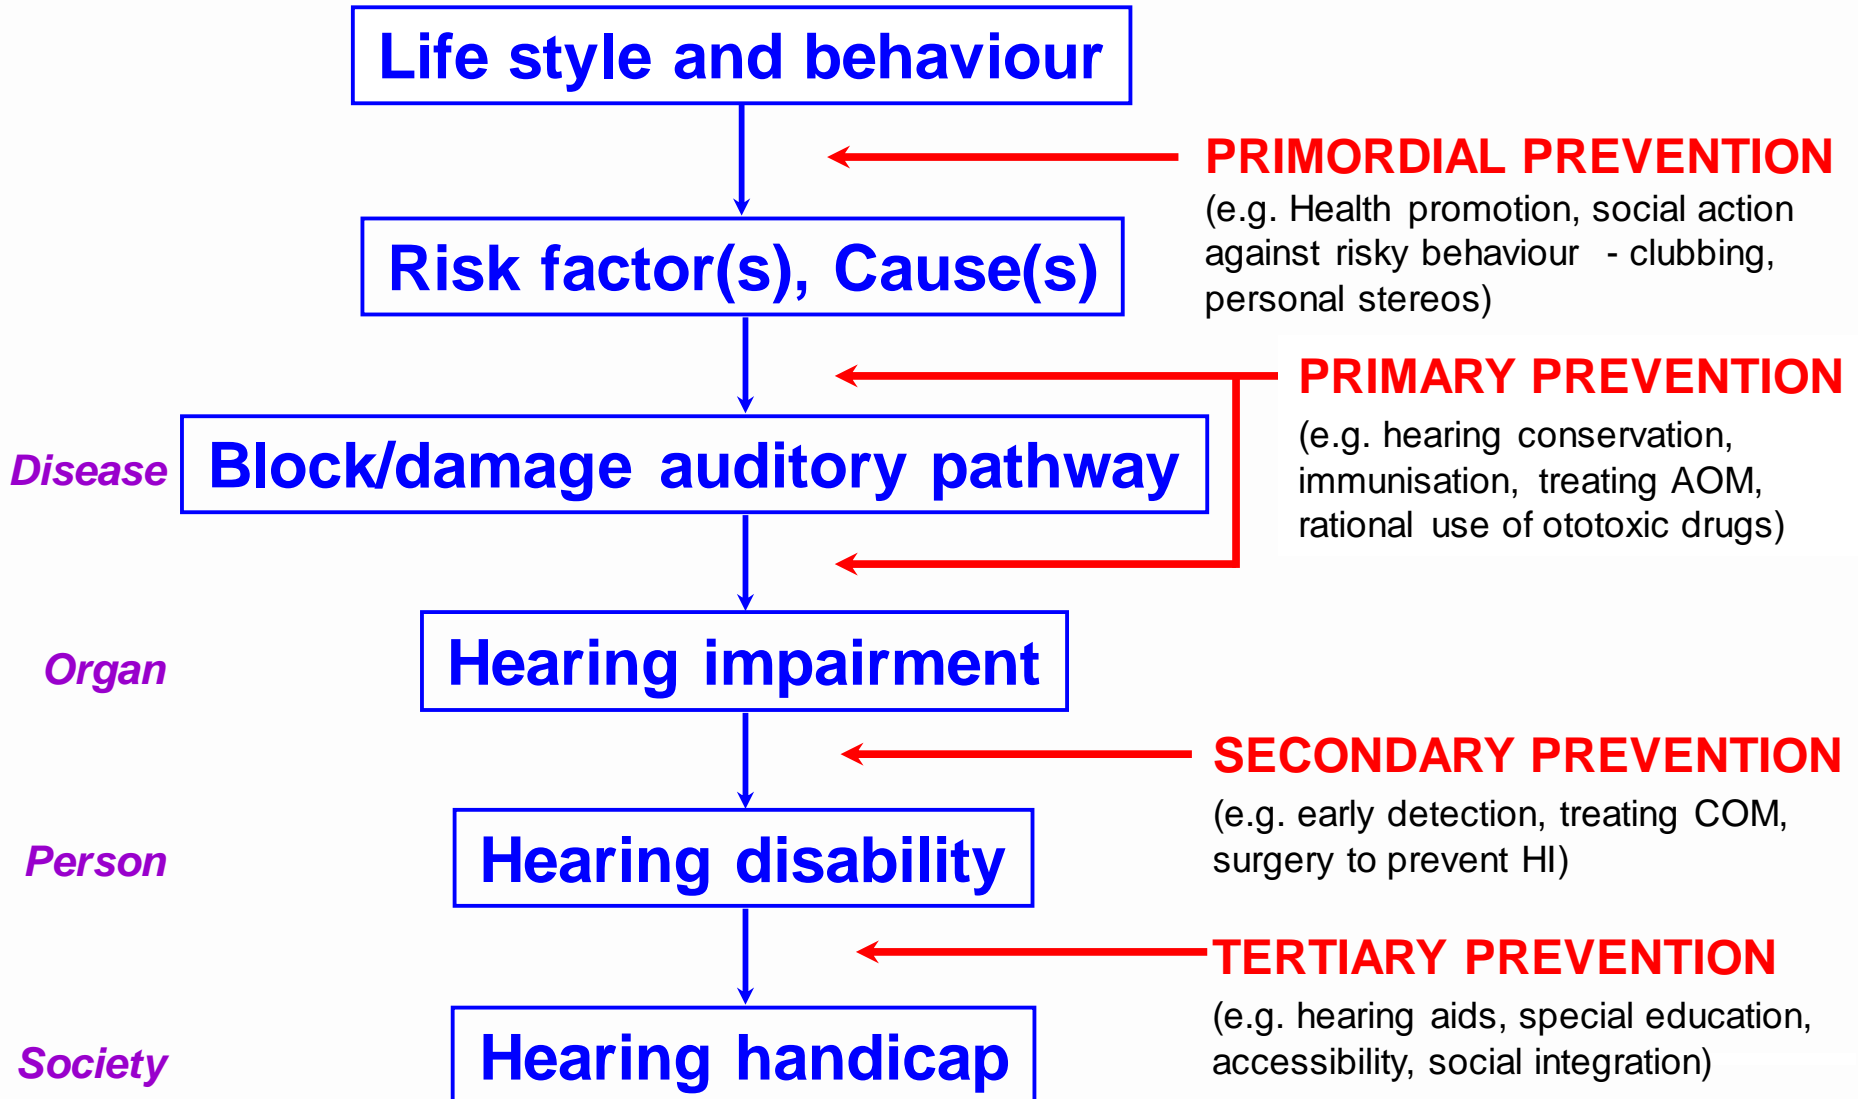 Life style and behaviour
PRIMORDIAL PREVENTION
(e.g. Health promotion, social action
against risky behaviour - clubbing,
personal stereos)
Risk factor(s), Cause(s)
PRIMARY PREVENTION
(e.g. hearing conservation,
immunisation, treating AOM,
rational use of ototoxic drugs)
Disease
Block/damage auditory pathway
Organ
Hearing impairment
SECONDARY PREVENTION
(e.g. early detection, treating COM,
surgery to prevent HI)
Person
Hearing disability
TERTIARY PREVENTION
(e.g. hearing aids, special education,
accessibility, social integration)
Society
Hearing handicap